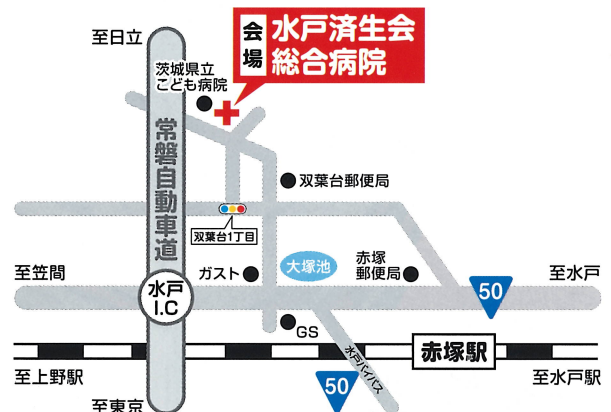 至日立
会場
水戸済生会
総合病院
茨城県立
こども病院
常磐自動車道
双葉台郵便局
双葉台1丁目
大塚池
ガスト
赤塚
郵便局
至笠間
水戸
I.C
50
至水戸
GS
水戸バイパス
赤塚駅
至上野駅
50
至水戸駅
至東京